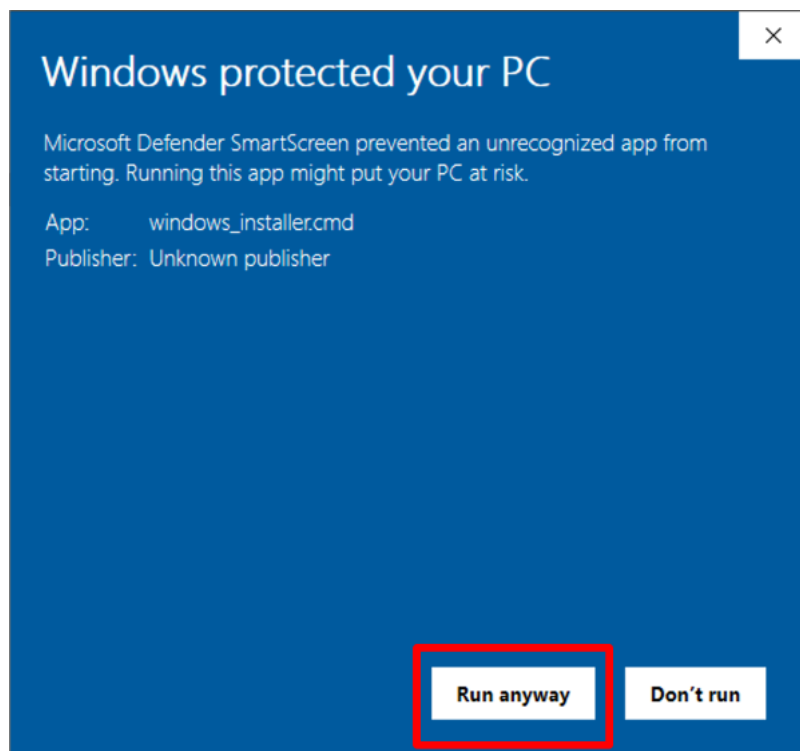 Windows protected your PC
Microsoft Defender SmartScreen prevented an unrecognized app from
starting. Running this app might put your PC at risk.
App: windows_installer.cmd
Publisher: Unknown publisher
Run anyway Don’t run